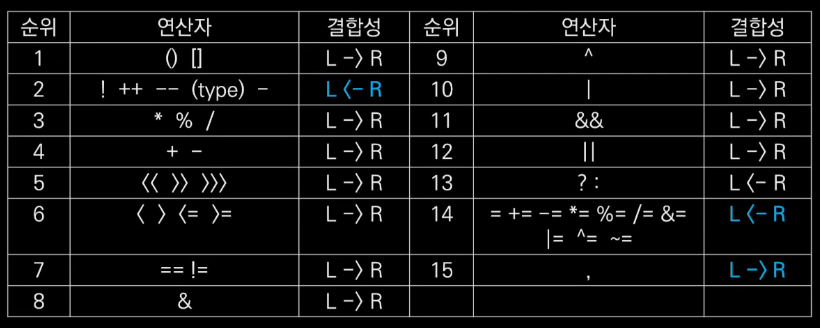 순위 연산자 결합성 순위 연산자 결합성
1 () [] L -> R 9 ^ L -> R
2 ! ++ -- (type) - L <- R 10 | L -> R
3 * % / L -> R 11 && L -> R
4 + - L -> R 12 || L -> R
5 << >> >>> L -> R 13 ? : L <- R
6 < > <= >= L -> R 14 = += -= *= %= /= &= L <- R
|= ^= ~=
7 == != L -> R 15 , L -> R
8 & L -> R